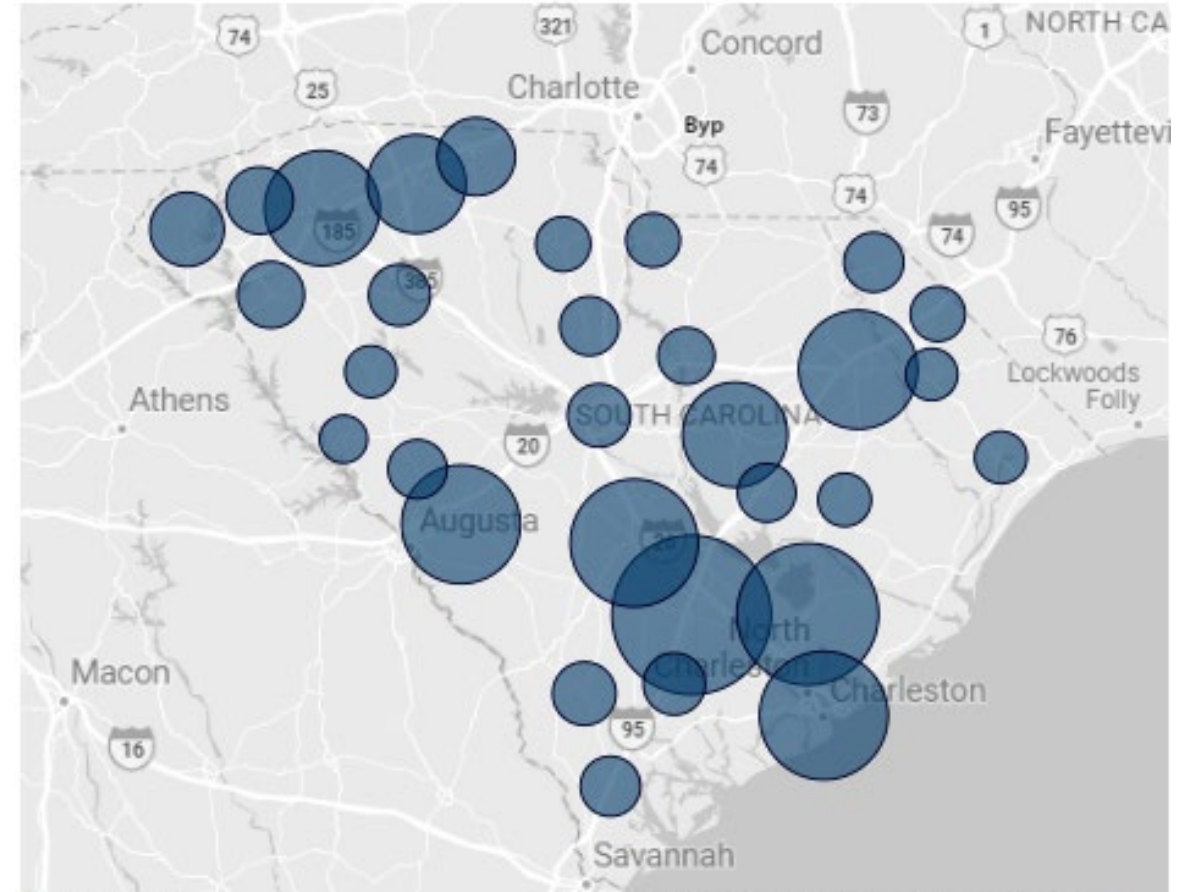 321
1
NORTH CA
74
Concord
25
Charlotte
73
Byp
74
Fayettevi
185
74
95
74
385
76
Lockwoods
Folly
Athens
SOUTH CAROLINA
20
Augusta
26
North
Charleston
Macon
Charleston
95
16
Savannah